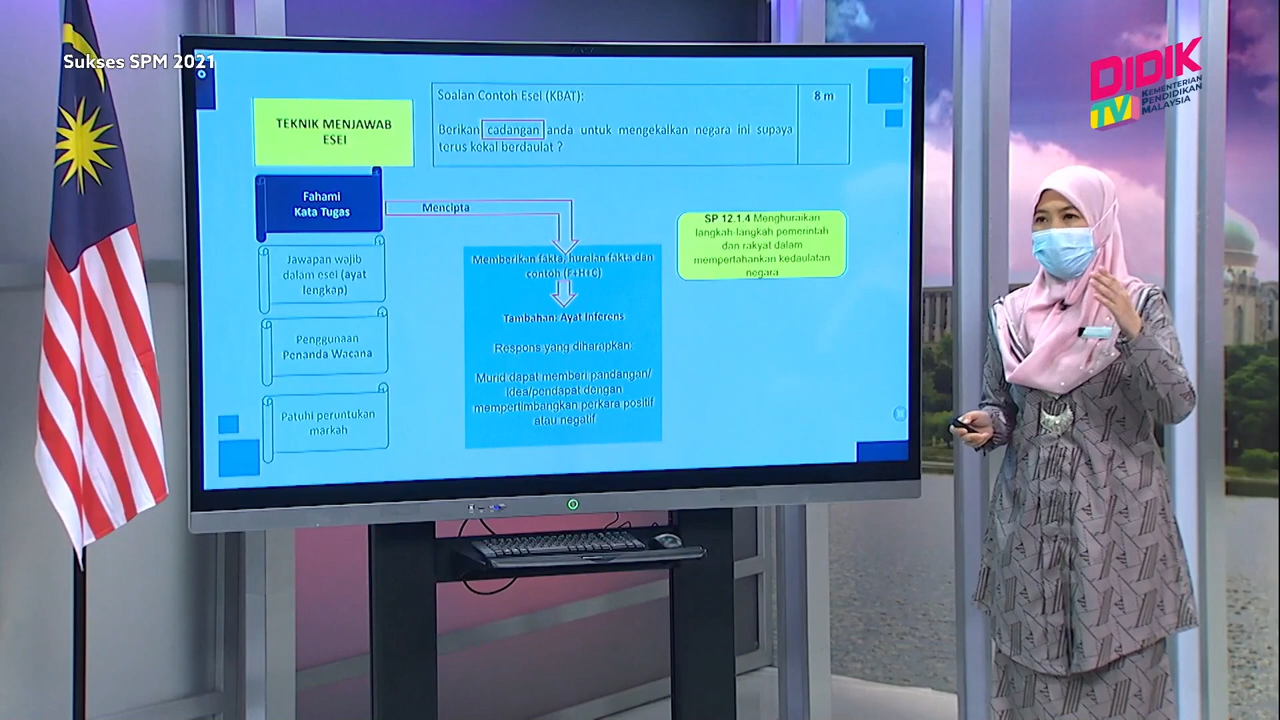 Sukses SPM 2021
DIDIK
TV
KEMENTERIAN
PENDIDIKAN
MALAYSIA
TEKNIK MENJAWAB
ESEI
Soalan Contoh Esei (KBAT):
8 m
Berikan cadangan anda untuk mengekalkan negara ini supaya
terus kekal berdaulat ?
Fahami
Kata Tugas
Mencipta
Jawapan wajib
dalam esei (ayat
lengkap)
Penggunaan
Penanda Wacana
Patuhi peruntukan
markah
Memberikan fakta, huraian fakta dan
contoh (F+H+C)
Tambahan: Ayat Inferens
Respons yang diharapkan:
Murid dapat memberi pandangan/
idea/pendapat dengan
mempertimbangkan perkara positif
atau negatif
SP 12.1.4 Menghuraikan
langkah-langkah pemerintah
dan rakyat dalam
mempertahankan kedaulatan
negara